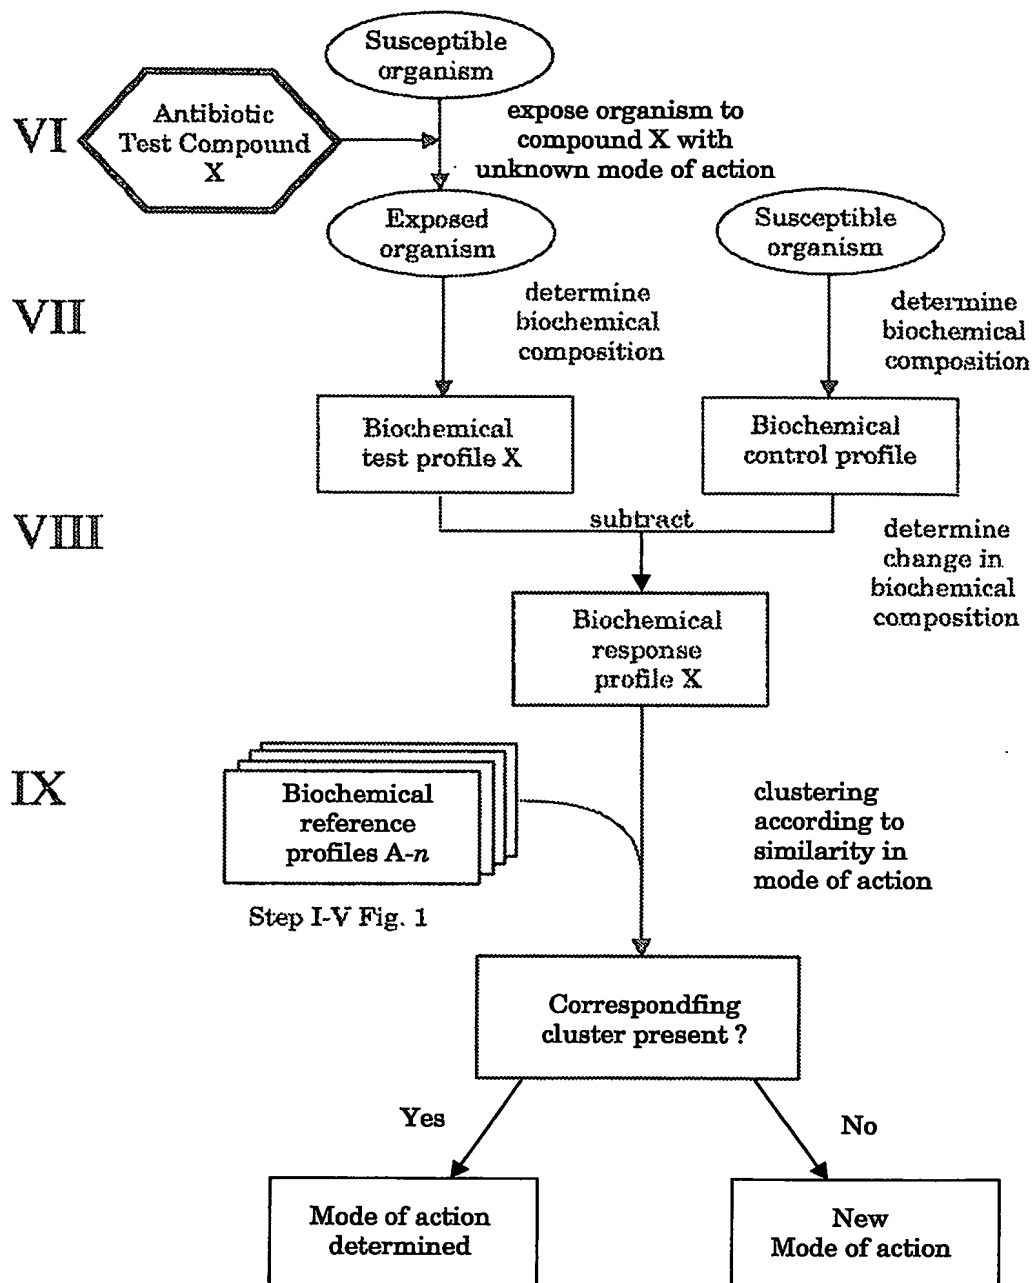 Susceptible
organism
VI
Antibiotic
Test Compound
X
expose organism to
compound X with
unknown mode of action
Exposed
organism
Susceptible
organism
VII
determine
biochemical
composition
determine
biochemical
composition
Biochemical
test profile X
Biochemical
control profile
VIII
subtract
determine
change in
biochemical
composition
Biochemical
response
profile X
IX
Biochemical
reference
profiles A-n
clustering
according to
similarity in
mode of action
Step I-V Fig. 1
Correspondfing
cluster present ?
Yes
No
Mode of action
determined
New
Mode of action